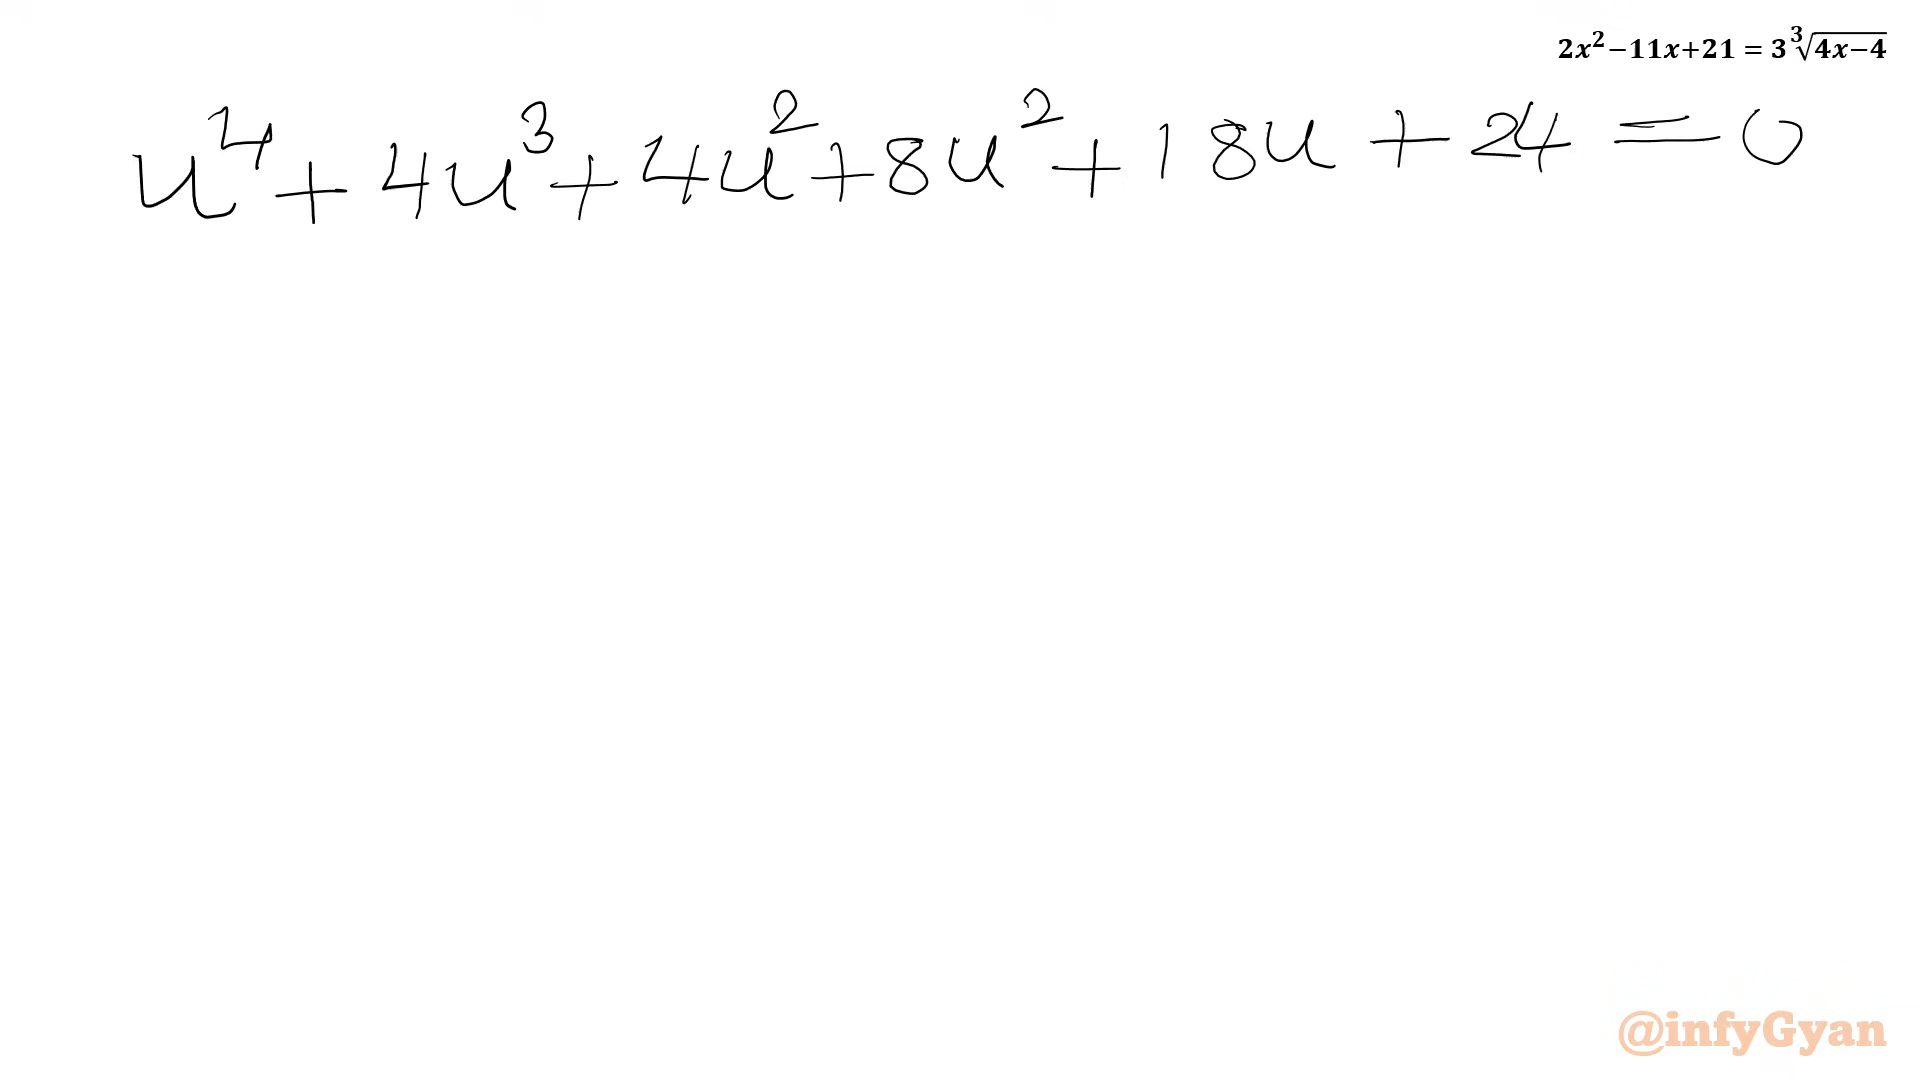 2x²−11x+21 = 3∛(4x−4)
u⁴ + 4u³ + 4u² + 8u² + 18u + 24 = 0
@infyGyan